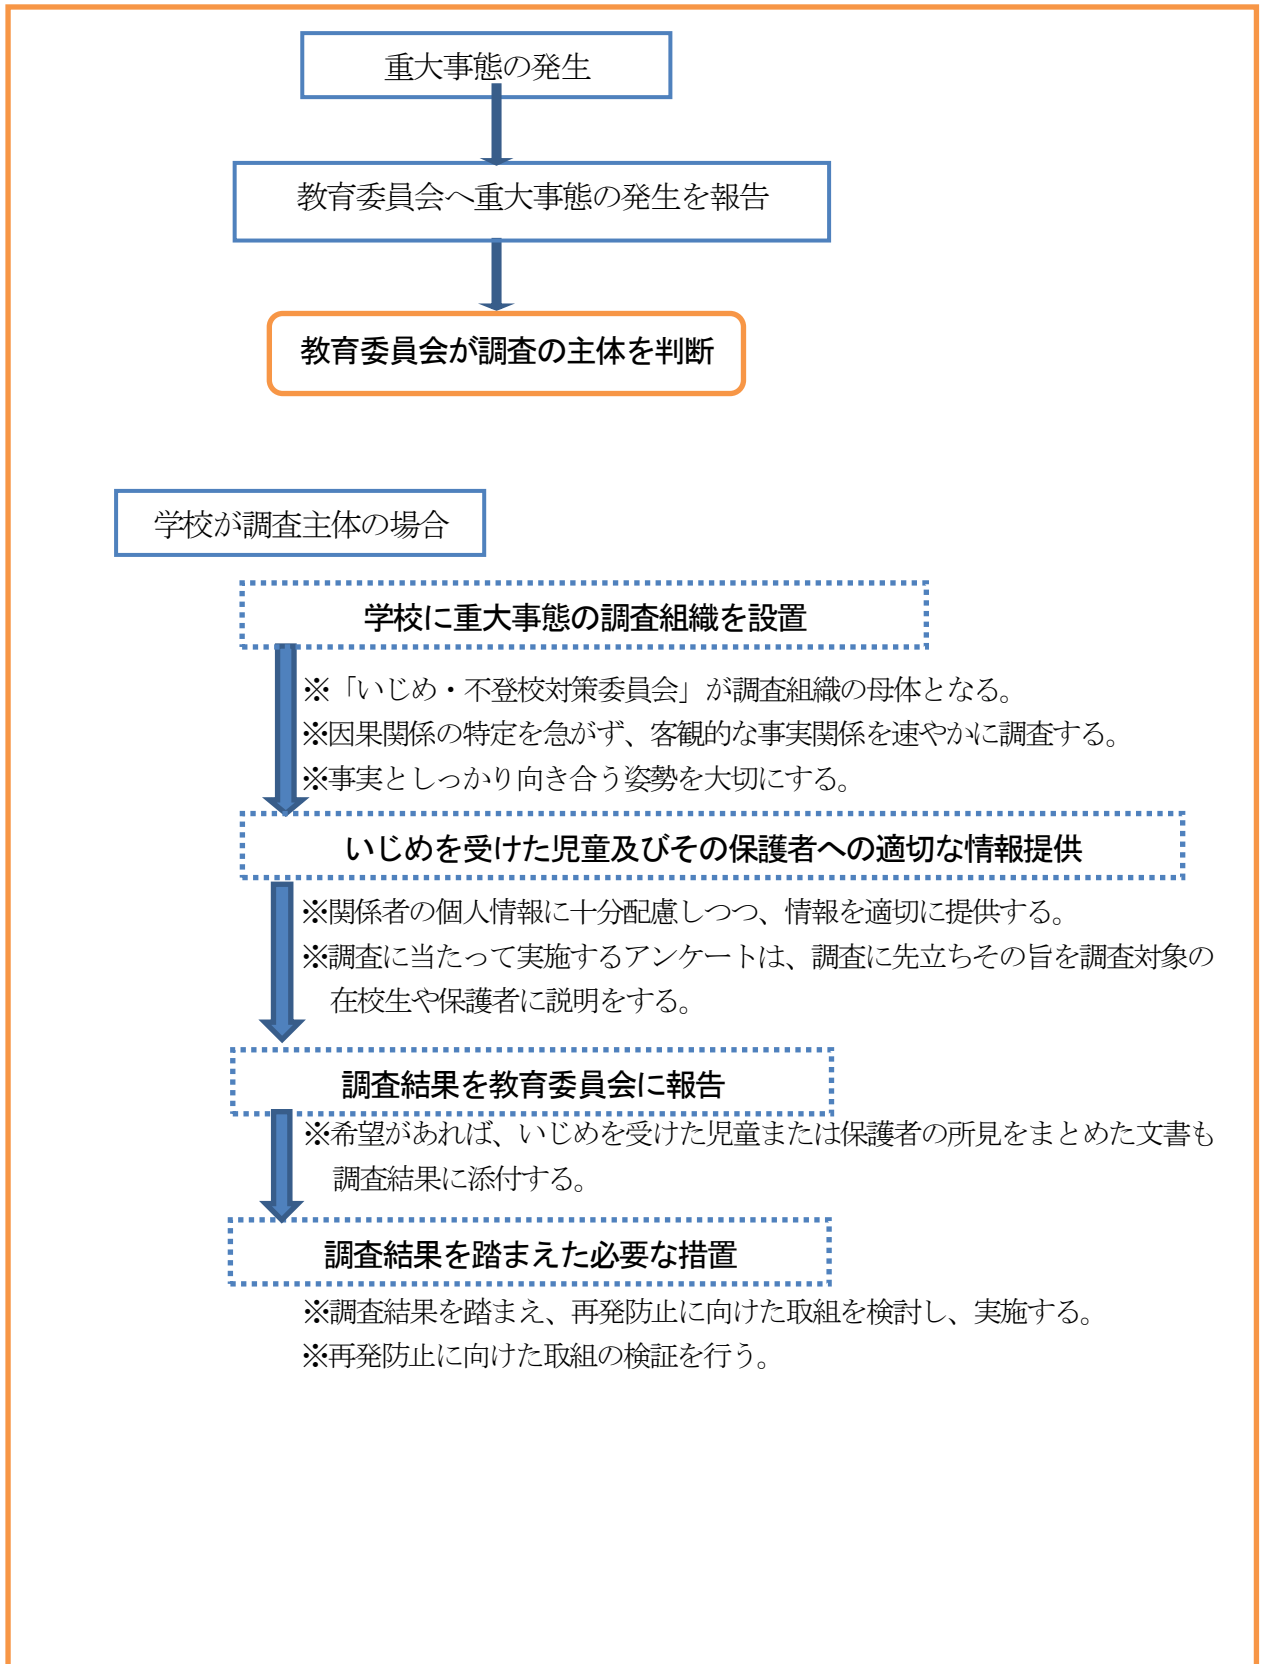 重大事態の発生
教育委員会へ重大事態の発生を報告
教育委員会が調査の主体を判断
学校が調査主体の場合
学校に重大事態の調査組織を設置
※「いじめ・不登校対策委員会」が調査組織の母体となる。
※因果関係の特定を急がず、客観的な事実関係を速やかに調査する。
※事実としっかり向き合う姿勢を大切にする。
いじめを受けた児童及びその保護者への適切な情報提供
※関係者の個人情報に十分配慮しつつ、情報を適切に提供する。
※調査に当たって実施するアンケートは、調査に先立ちその旨を調査対象の
在校生や保護者に説明をする。
調査結果を教育委員会に報告
※希望があれば、いじめを受けた児童または保護者の所見をまとめた文書も
調査結果に添付する。
調査結果を踏まえた必要な措置
※調査結果を踏まえ、再発防止に向けた取組を検討し、実施する。
※再発防止に向けた取組の検証を行う。